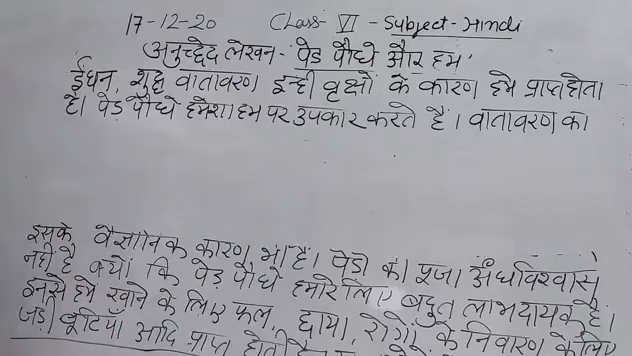 17-12-20 Class- VI - Subject- Hindi
अनुच्छेद लेखन- 'पेड पौधे और हम'
ईंधन, शुद्ध वातावरण इन्ही वृक्षों के कारण हमे प्राप्त होता
है। पेड पौधे हमेशा हम पर उपकार करते है। वातावरण का
इसके वैज्ञानिक कारण भी है। पेडो की पूजा अंधविश्वास
नही है क्यों कि पेड़ पौधे हमारे लिए बहुत लाभदायक है।
इनसे हमे खाने के लिए फल, छाया, रोगों के निवारण के लिए
जडी बूटियाँ आदि प्राप्त होती है